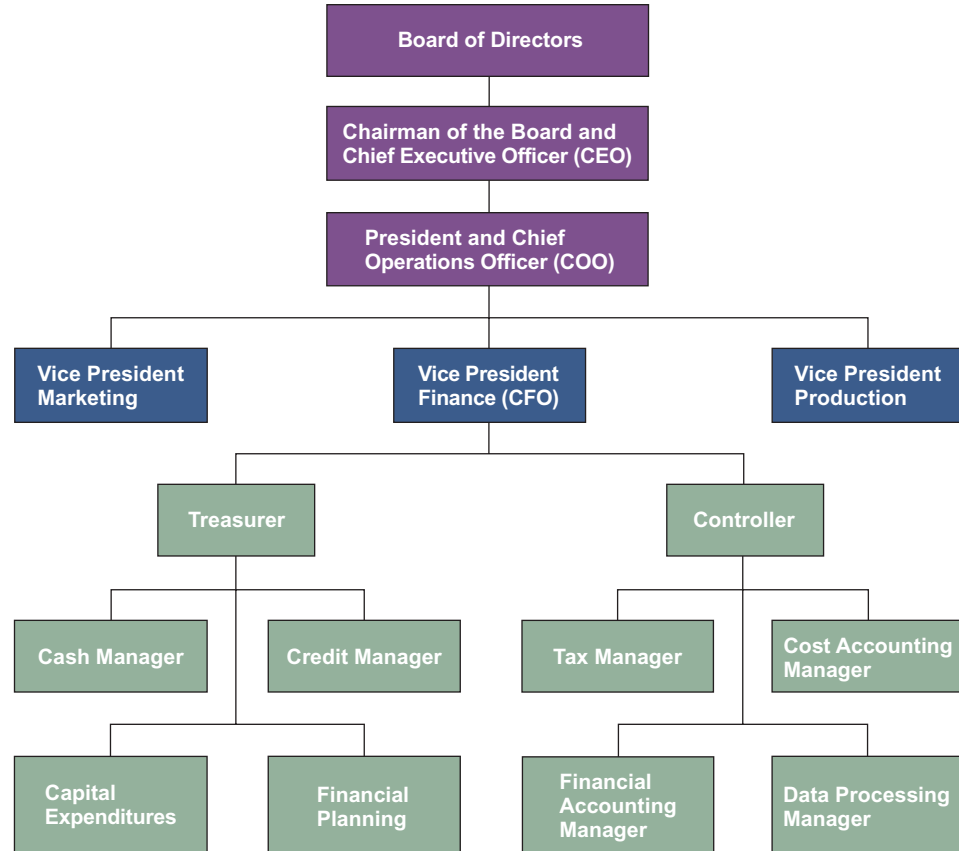 Board of Directors
Chairman of the Board and
Chief Executive Officer (CEO)
President and Chief
Operations Officer (COO)
Vice President
Marketing
Vice President
Finance (CFO)
Vice President
Production
Treasurer
Controller
Cash Manager
Credit Manager
Tax Manager
Cost Accounting
Manager
Capital
Expenditures
Financial
Planning
Financial
Accounting
Manager
Data Processing
Manager